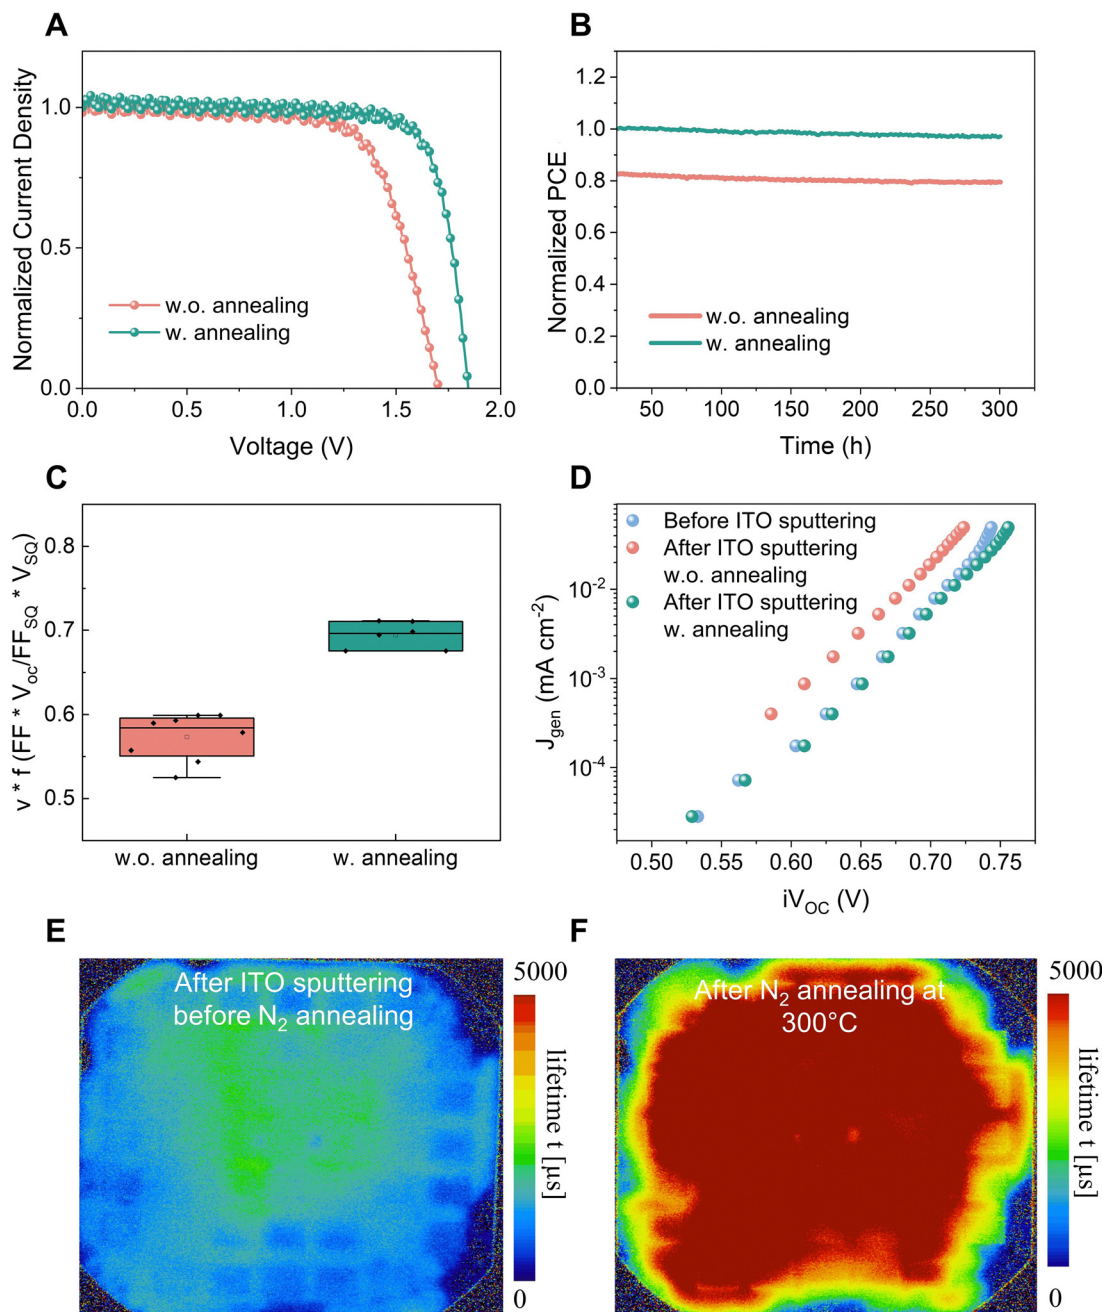 A
Normalized Current Density
1.0
0.5
0.0
w.o. annealing
w. annealing
0.0 0.5 1.0 1.5 2.0
Voltage (V)
B
Normalized PCE
1.2
1.0
0.8
0.6
0.4
0.2
0.0
w.o. annealing
w. annealing
50 100 150 200 250 300
Time (h)
C
v * f (FF * V_oc/FF_SQ * V_SQ)
0.8
0.7
0.6
0.5
w.o. annealing w. annealing
D
J_gen (mA cm⁻²)
Before ITO sputtering
After ITO sputtering
w.o. annealing
After ITO sputtering
w. annealing
10⁻²
10⁻³
10⁻⁴
0.50 0.55 0.60 0.65 0.70 0.75
iV_OC (V)
E
After ITO sputtering
before N₂ annealing
5000
lifetime t [µs]
0
F
After N₂ annealing at
300°C
5000
lifetime t [µs]
0